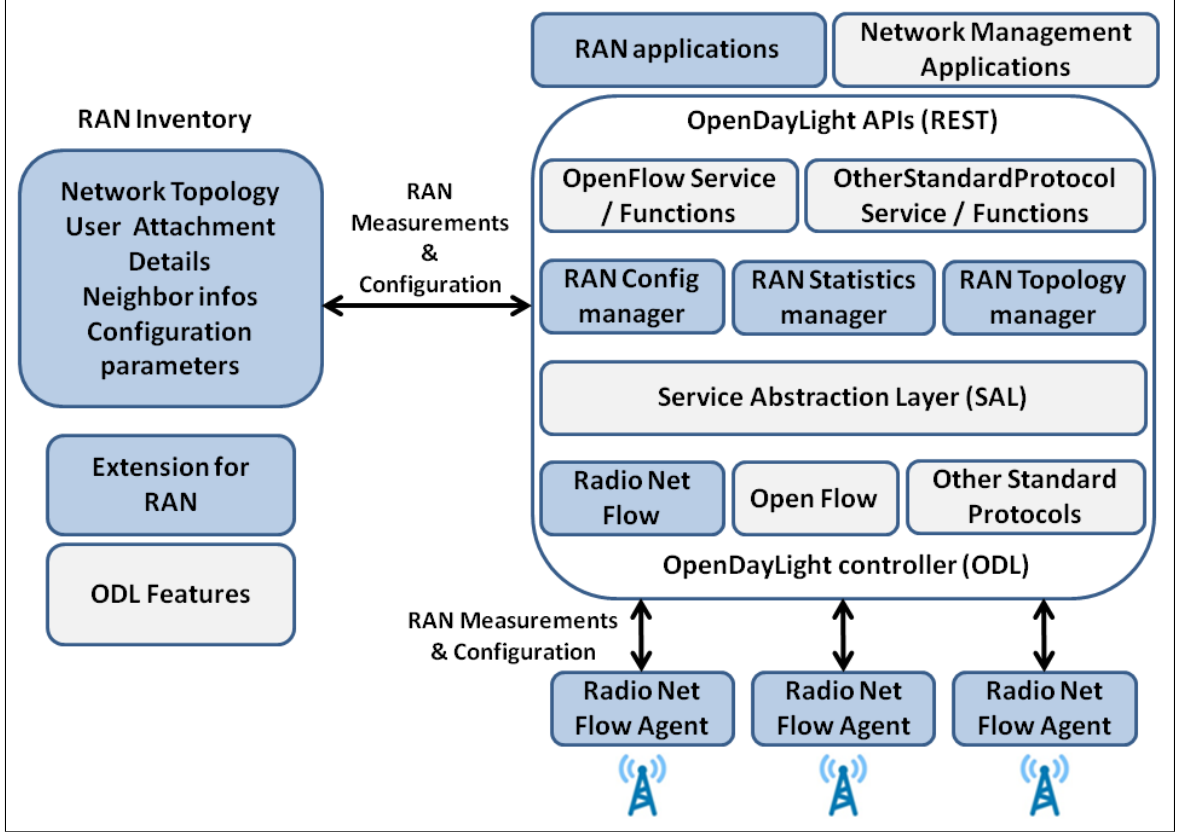 RAN applications
Network Management
Applications
RAN Inventory
OpenDayLight APIs (REST)
Network Topology
User Attachment
Details
Neighbor infos
Configuration
parameters
RAN
Measurements
&
Configuration
OpenFlow Service
/ Functions
OtherStandardProtocol
Service / Functions
RAN Config
manager
RAN Statistics
manager
RAN Topology
manager
Service Abstraction Layer (SAL)
Extension for
RAN
Radio Net
Flow
Open Flow
Other Standard
Protocols
ODL Features
OpenDayLight controller (ODL)
RAN Measurements
& Configuration
Radio Net
Flow Agent
Radio Net
Flow Agent
Radio Net
Flow Agent